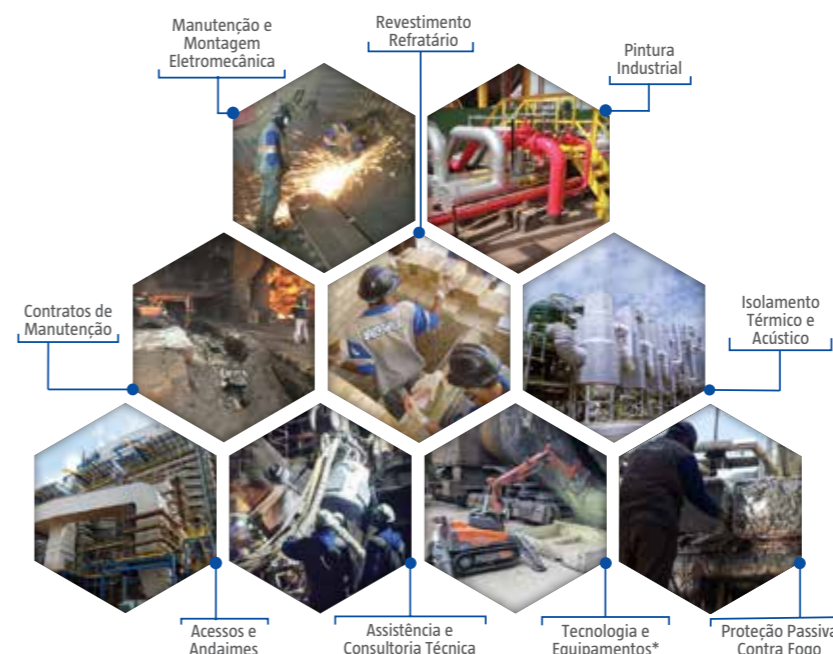 Manutenção e
Montagem
Eletromecânica
Revestimento
Refratário
Pintura
Industrial
Contratos de
Manutenção
Isolamento
Térmico e
Acústico
Acessos e
Andaimes
Assistência e
Consultoria Técnica
Tecnologia e
Equipamentos*
Proteção Passiva
Contra Fogo